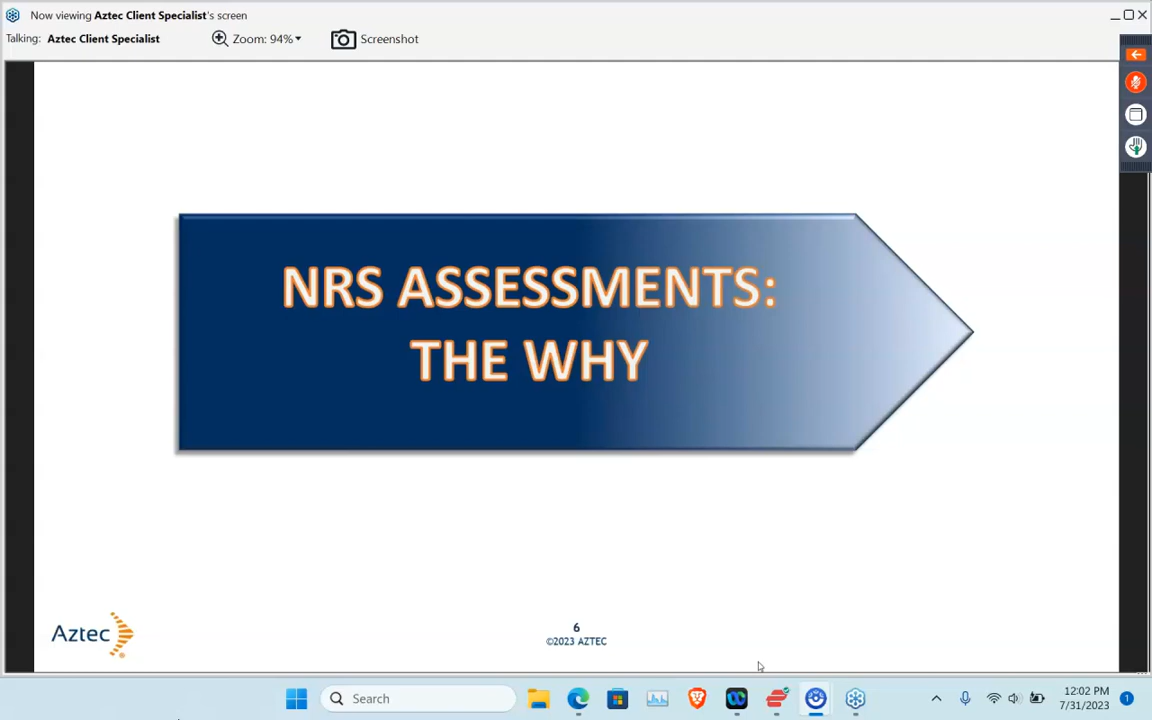 Now viewing Aztec Client Specialist's screen
Talking: Aztec Client Specialist
Zoom: 94%
Screenshot
NRS ASSESSMENTS:
THE WHY
Aztec
6
©2023 AZTEC
Search
12:02 PM
7/31/2023
1